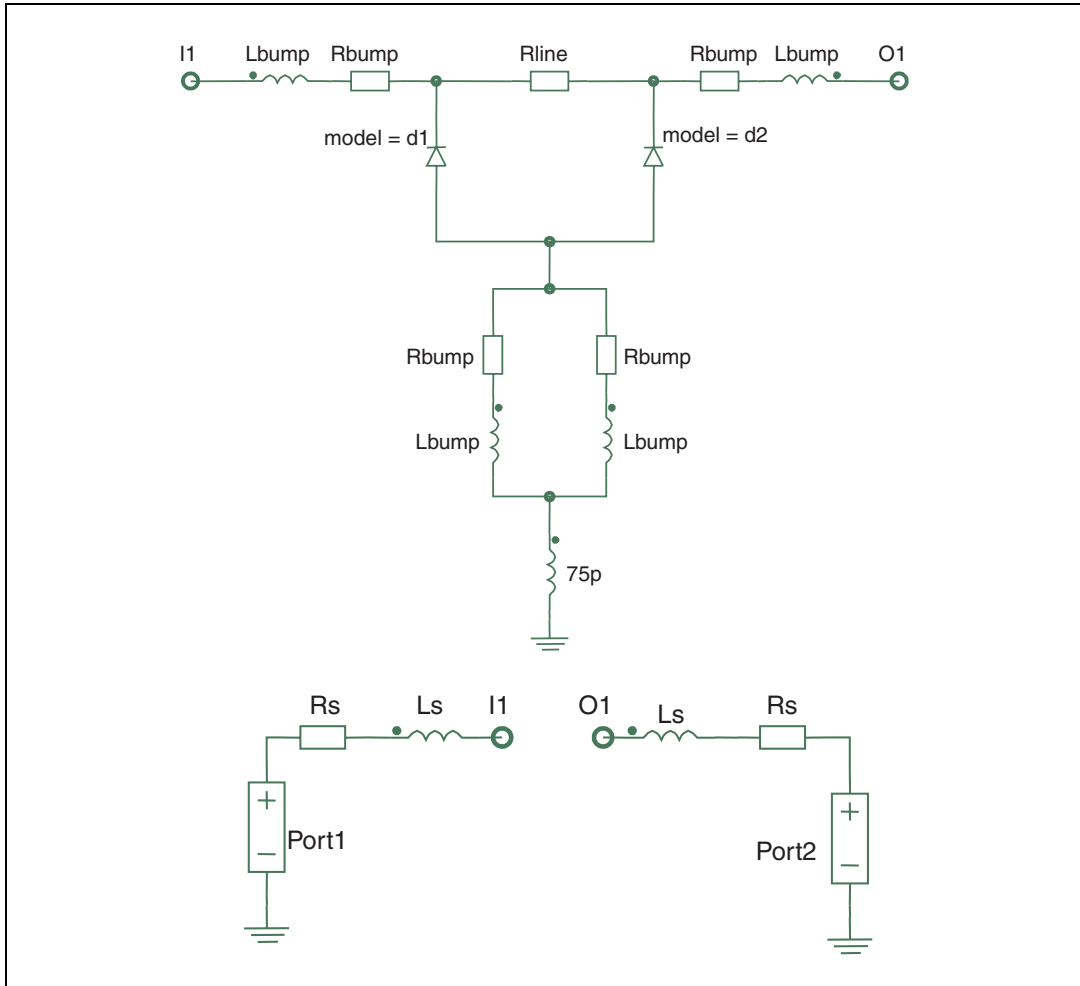 I1 Lbump Rbump Rline Rbump Lbump O1
model = d1 model = d2
Rbump Rbump
Lbump Lbump
75p
Rs Ls I1 O1 Ls Rs
+ +
Port1 Port2
− −